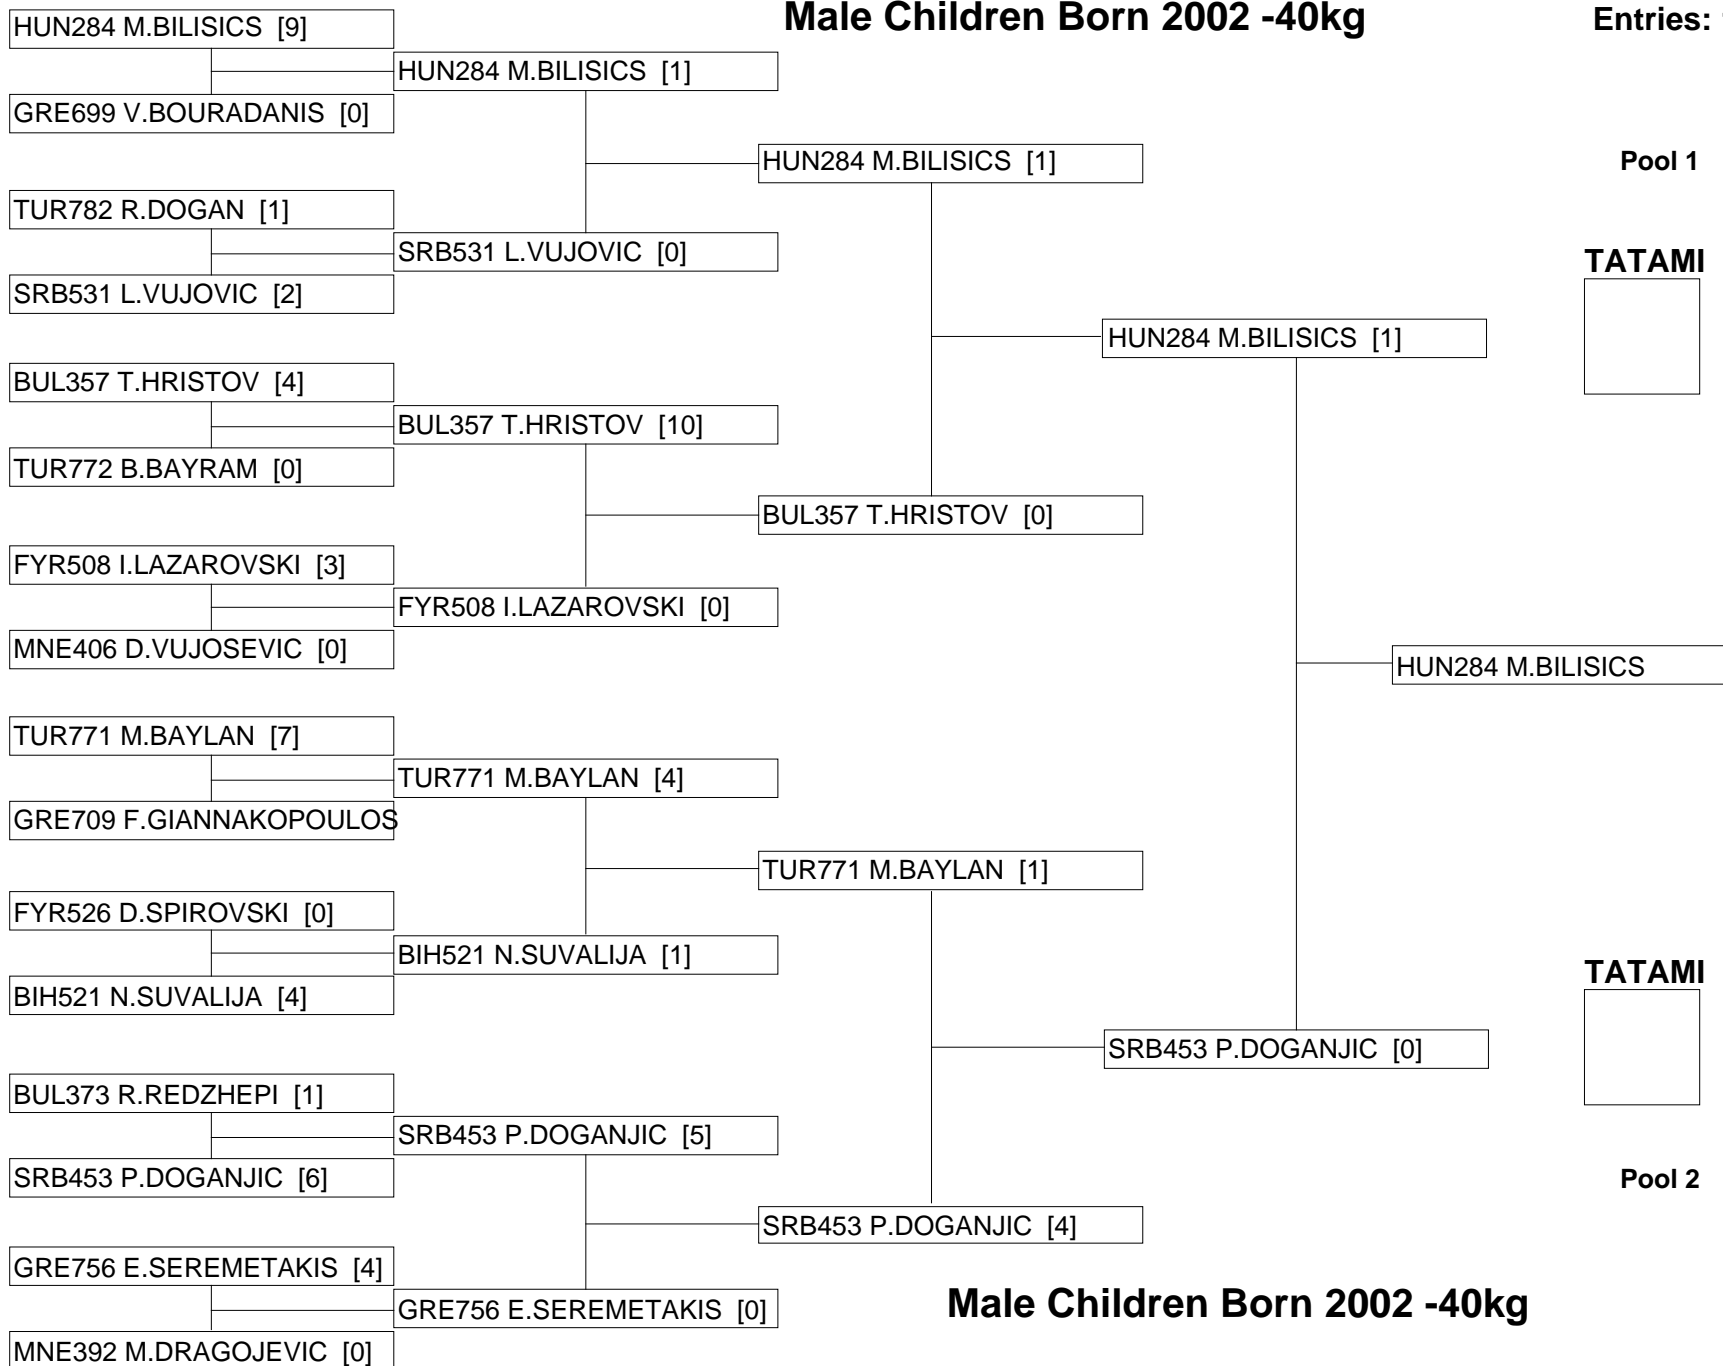 Male Children Born 2002 -40kg
Entries:
HUN284 M.BILISICS [9]
HUN284 M.BILISICS [1]
GRE699 V.BOURADANIS [0]
HUN284 M.BILISICS [1]
Pool 1
TUR782 R.DOGAN [1]
SRB531 L.VUJOVIC [0]
TATAMI
SRB531 L.VUJOVIC [2]
HUN284 M.BILISICS [1]
BUL357 T.HRISTOV [4]
BUL357 T.HRISTOV [10]
TUR772 B.BAYRAM [0]
BUL357 T.HRISTOV [0]
FYR508 I.LAZAROVSKI [3]
FYR508 I.LAZAROVSKI [0]
MNE406 D.VUJOSEVIC [0]
HUN284 M.BILISICS
TUR771 M.BAYLAN [7]
TUR771 M.BAYLAN [4]
GRE709 F.GIANNAKOPOULOS
TUR771 M.BAYLAN [1]
FYR526 D.SPIROVSKI [0]
BIH521 N.SUVALIJA [1]
TATAMI
BIH521 N.SUVALIJA [4]
SRB453 P.DOGANJIC [0]
BUL373 R.REDZHEPI [1]
SRB453 P.DOGANJIC [5]
SRB453 P.DOGANJIC [6]
Pool 2
SRB453 P.DOGANJIC [4]
GRE756 E.SEREMETAKIS [4]
GRE756 E.SEREMETAKIS [0]
Male Children Born 2002 -40kg
MNE392 M.DRAGOJEVIC [0]